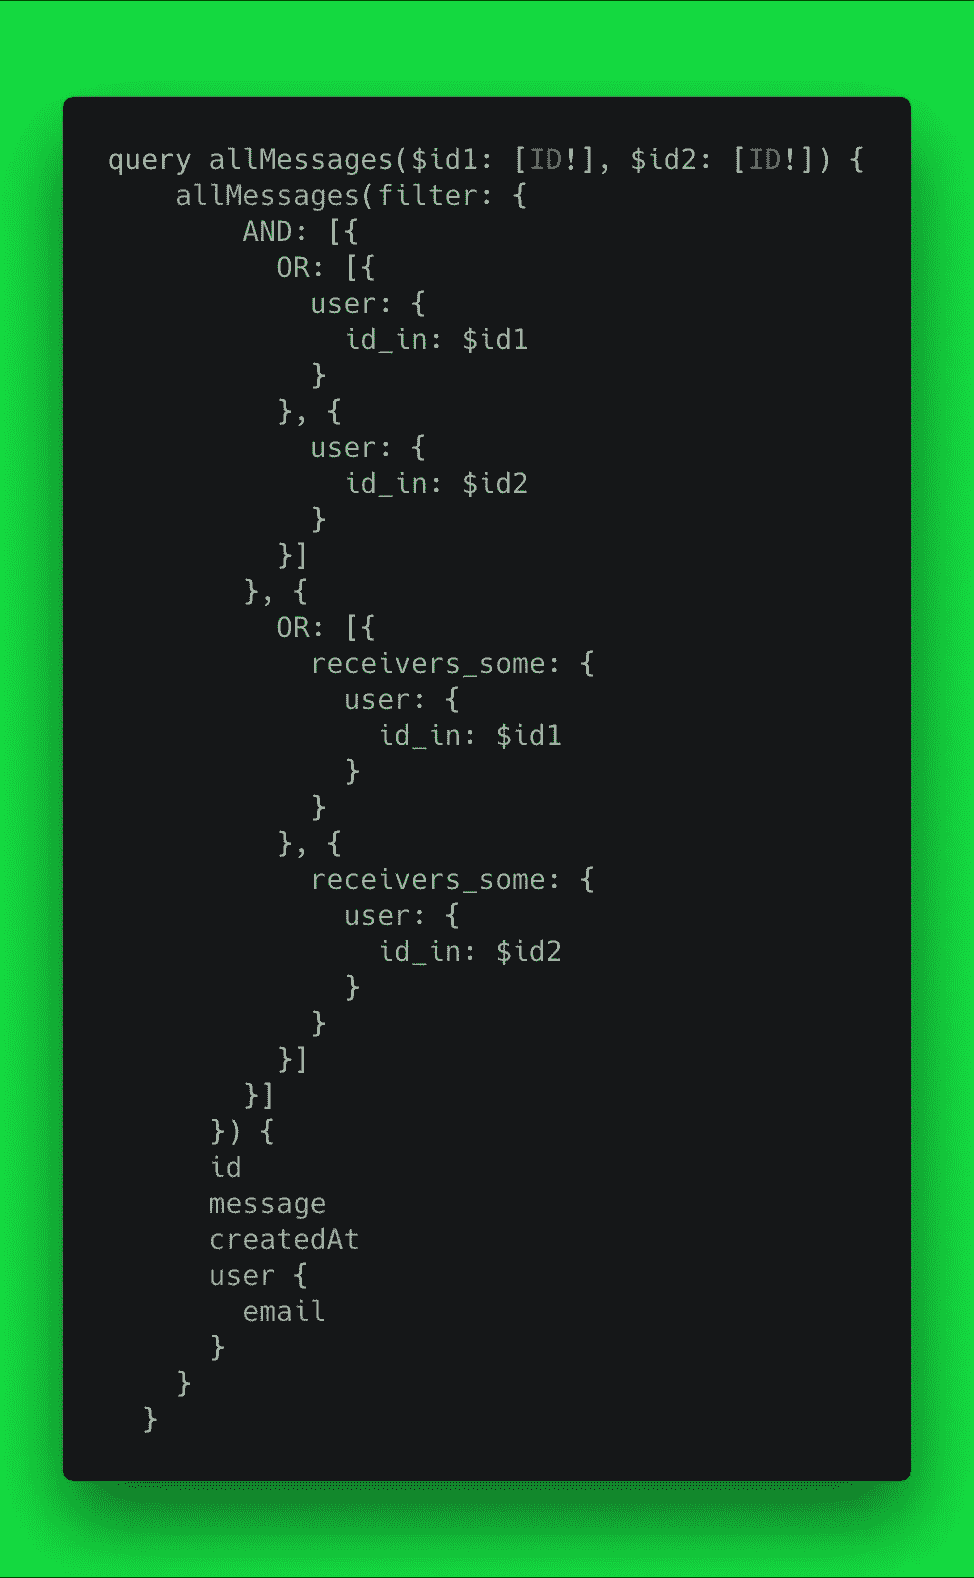 query allMessages($id1: [ID!], $id2: [ID!]) {
    allMessages(filter: {
        AND: [{
          OR: [{
            user: {
              id_in: $id1
            }
          }, {
            user: {
              id_in: $id2
            }
          }]
        }, {
          OR: [{
            receivers_some: {
              user: {
                id_in: $id1
              }
            }
          }, {
            receivers_some: {
              user: {
                id_in: $id2
              }
            }
          }]
        }]
      }) {
      id
      message
      createdAt
      user {
        email
      }
    }
  }